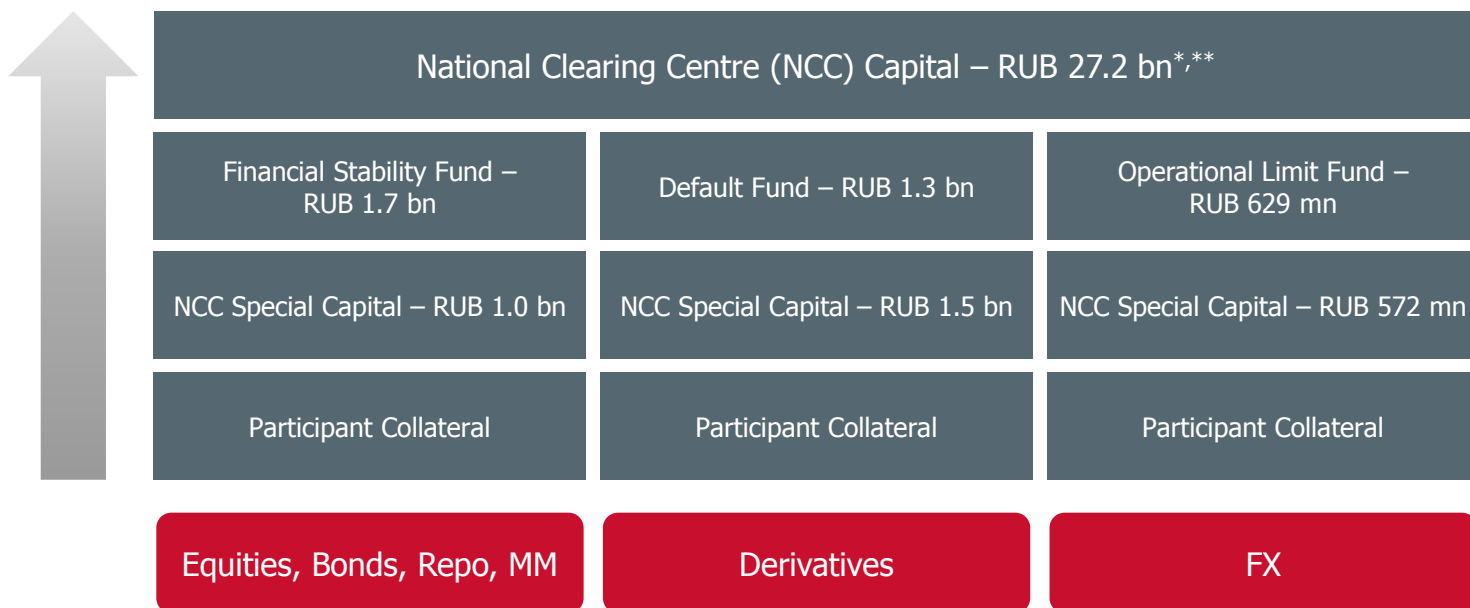 National Clearing Centre (NCC) Capital – RUB 27.2 bn*,**
Financial Stability Fund –
RUB 1.7 bn
Default Fund – RUB 1.3 bn
Operational Limit Fund –
RUB 629 mn
NCC Special Capital – RUB 1.0 bn
NCC Special Capital – RUB 1.5 bn
NCC Special Capital – RUB 572 mn
Participant Collateral
Participant Collateral
Participant Collateral
Equities, Bonds, Repo, MM
Derivatives
FX